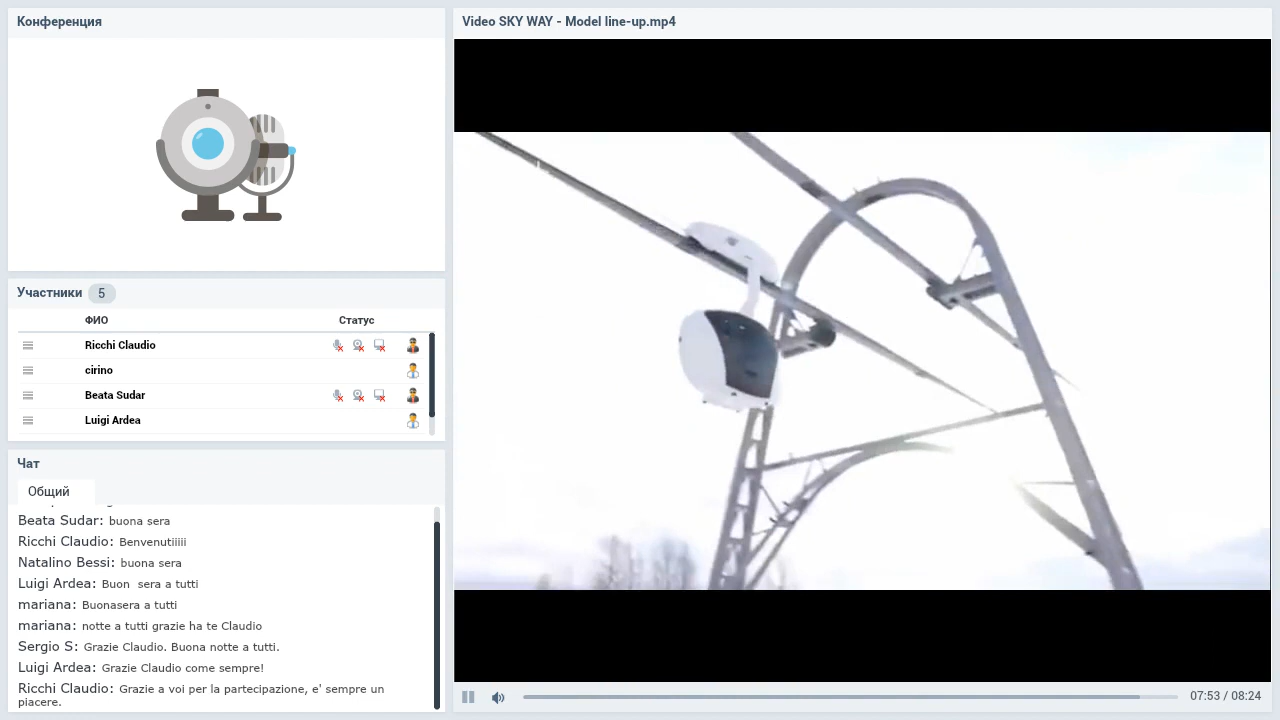 Конференция
Участники 5
ФИО Статус
Ricchi Claudio
cirino
Beata Sudar
Luigi Ardea
Чат
Общий
Beata Sudar: buona sera
Ricchi Claudio: Benvenutiiiii
Natalino Bessi: buona sera
Luigi Ardea: Buon  sera a tutti
mariana: Buonasera a tutti
mariana: notte a tutti grazie ha te Claudio
Sergio S: Grazie Claudio. Buona notte a tutti.
Luigi Ardea: Grazie Claudio come sempre!
Ricchi Claudio: Grazie a voi per la partecipazione, e' sempre un
piacere.
Video SKY WAY - Model line-up.mp4
07:53 / 08:24